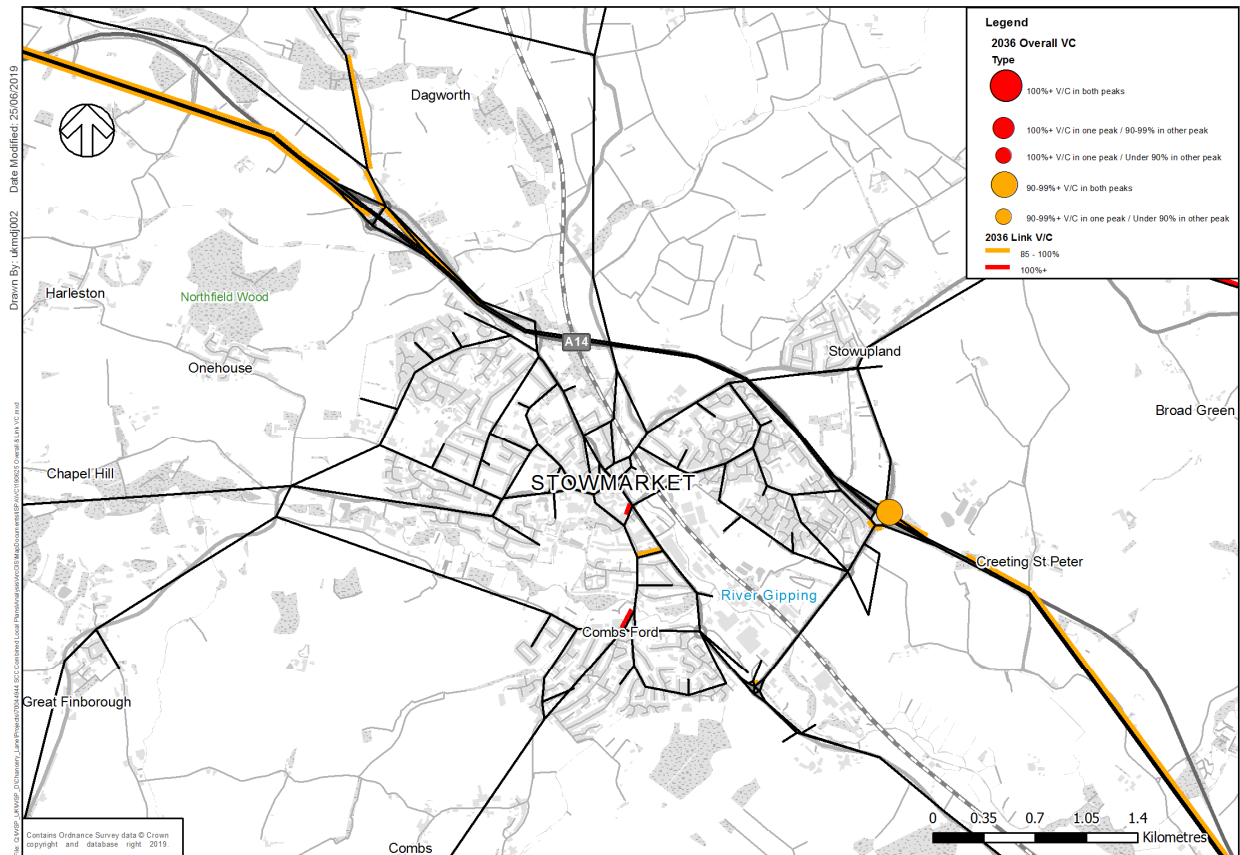 Legend
2036 Overall VC
Type
100%+ V/C in both peaks
100%+ V/C in one peak / 90-99% in other peak
100%+ V/C in one peak / Under 90% in other peak
90-99%+ V/C in both peaks
90-99%+ V/C in one peak / Under 90% in other peak
2036 Link V/C
85 - 100%
100%+
Date Modified: 25/06/2019
Drawn By: ukmdj002
Dagworth
Harleston
Northfield Wood
Onehouse
A14
Stowupland
Broad Green
Chapel Hill
STOWMARKET
Creeting St Peter
River Gipping
Combs Ford
Great Finborough
Combs
0 0.35 0.7 1.05 1.4
Kilometres
Contains Ordnance Survey data © Crown
copyright and database right 2019.